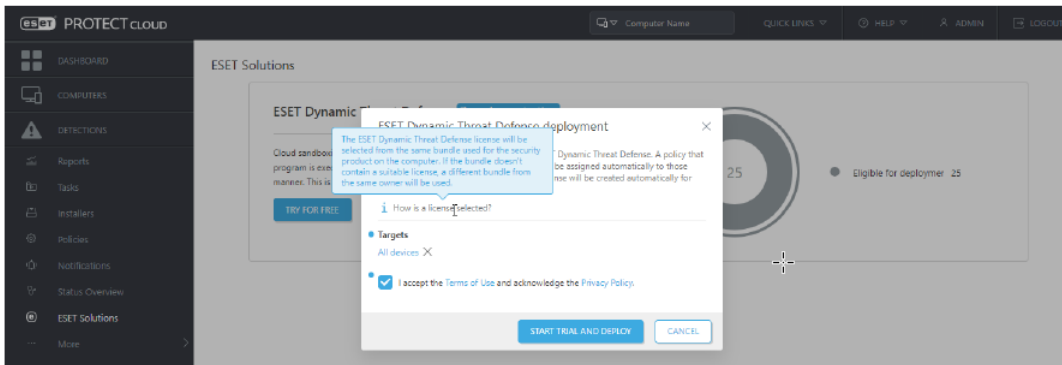 eset PROTECT CLOUD
Computer Name
QUICK LINKS
HELP
ADMIN
LOGOUT
DASHBOARD
COMPUTERS
DETECTIONS
Reports
Tasks
Installers
Policies
Notifications
Status Overview
ESET Solutions
More
ESET Solutions
ESET Dynamic
Cloud sandbox
program is exe
manner. This is
TRY FOR FREE
ESET Dynamic Threat Defense deployment
The ESET Dynamic Threat Defense license will be
selected from the same bundle used for the security
product on the computer. If the bundle doesn't
contain a suitable license, a different bundle from
the same owner will be used.
Dynamic Threat Defense. A policy that
be assigned automatically to those
nse will be created automatically for
How is a license selected?
Targets
All devices
I accept the Terms of Use and acknowledge the Privacy Policy.
START TRIAL AND DEPLOY
CANCEL
25
Eligible for deploymer 25